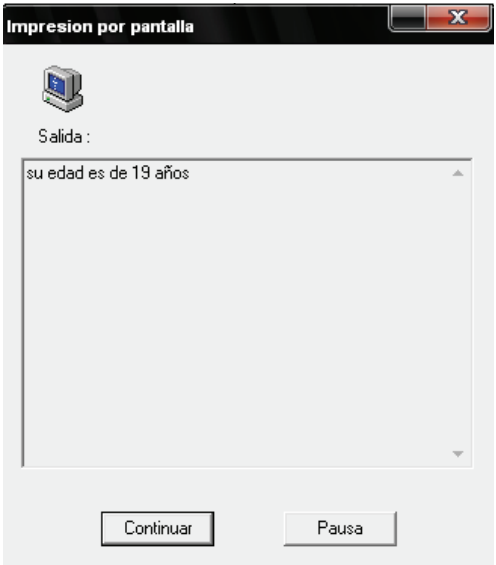 Impresion por pantalla
Salida :
su edad es de 19 años
Continuar
Pausa